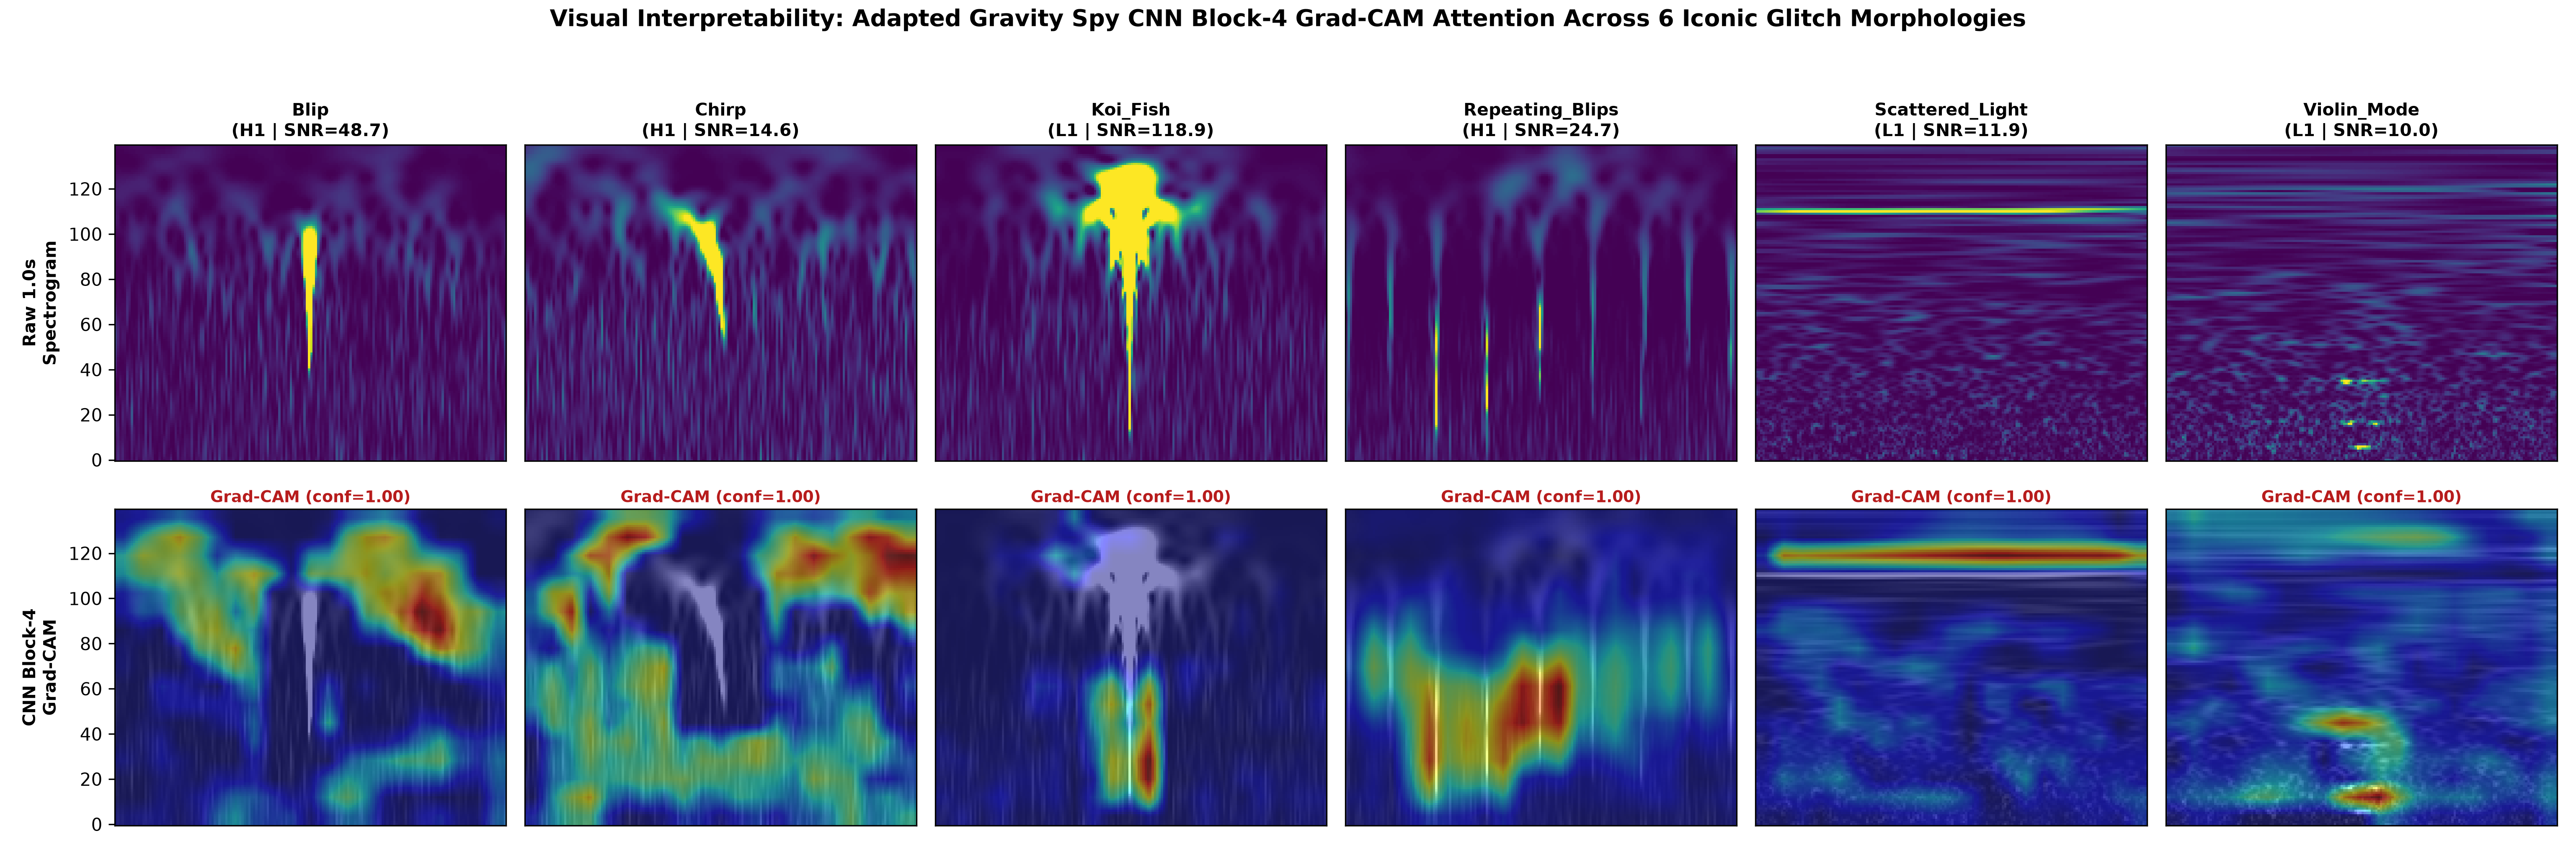 Visual Interpretability: Adapted Gravity Spy CNN Block-4 Grad-CAM Attention Across 6 Iconic Glitch Morphologies
Blip
(H1 | SNR=48.7)
Chirp
(H1 | SNR=14.6)
Koi_Fish
(L1 | SNR=118.9)
Repeating_Blips
(H1 | SNR=24.7)
Scattered_Light
(L1 | SNR=11.9)
Violin_Mode
(L1 | SNR=10.0)
Raw 1.0s
Spectrogram
120
100
80
60
40
20
0
Grad-CAM (conf=1.00)
Grad-CAM (conf=1.00)
Grad-CAM (conf=1.00)
Grad-CAM (conf=1.00)
Grad-CAM (conf=1.00)
Grad-CAM (conf=1.00)
CNN Block-4
Grad-CAM
120
100
80
60
40
20
0